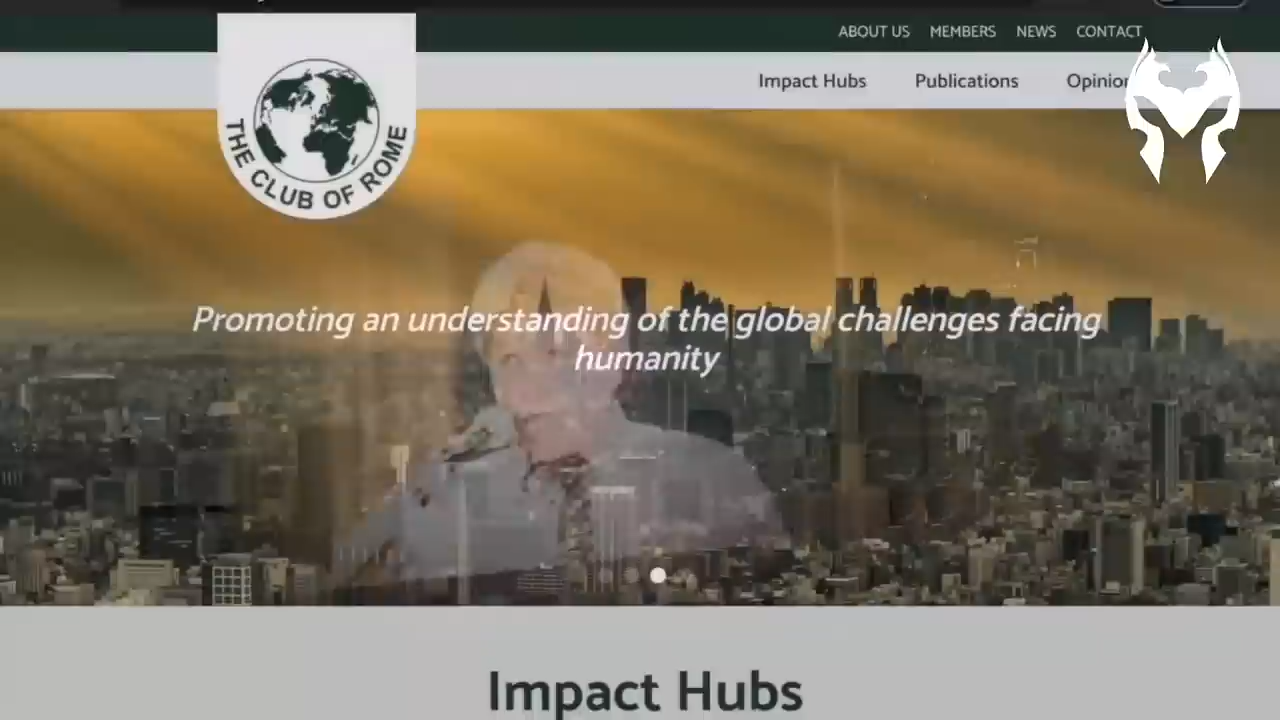 ABOUT US MEMBERS NEWS CONTACT
Impact Hubs Publications Opinion
THE CLUB OF ROME
Promoting an understanding of the global challenges facing
humanity
Impact Hubs